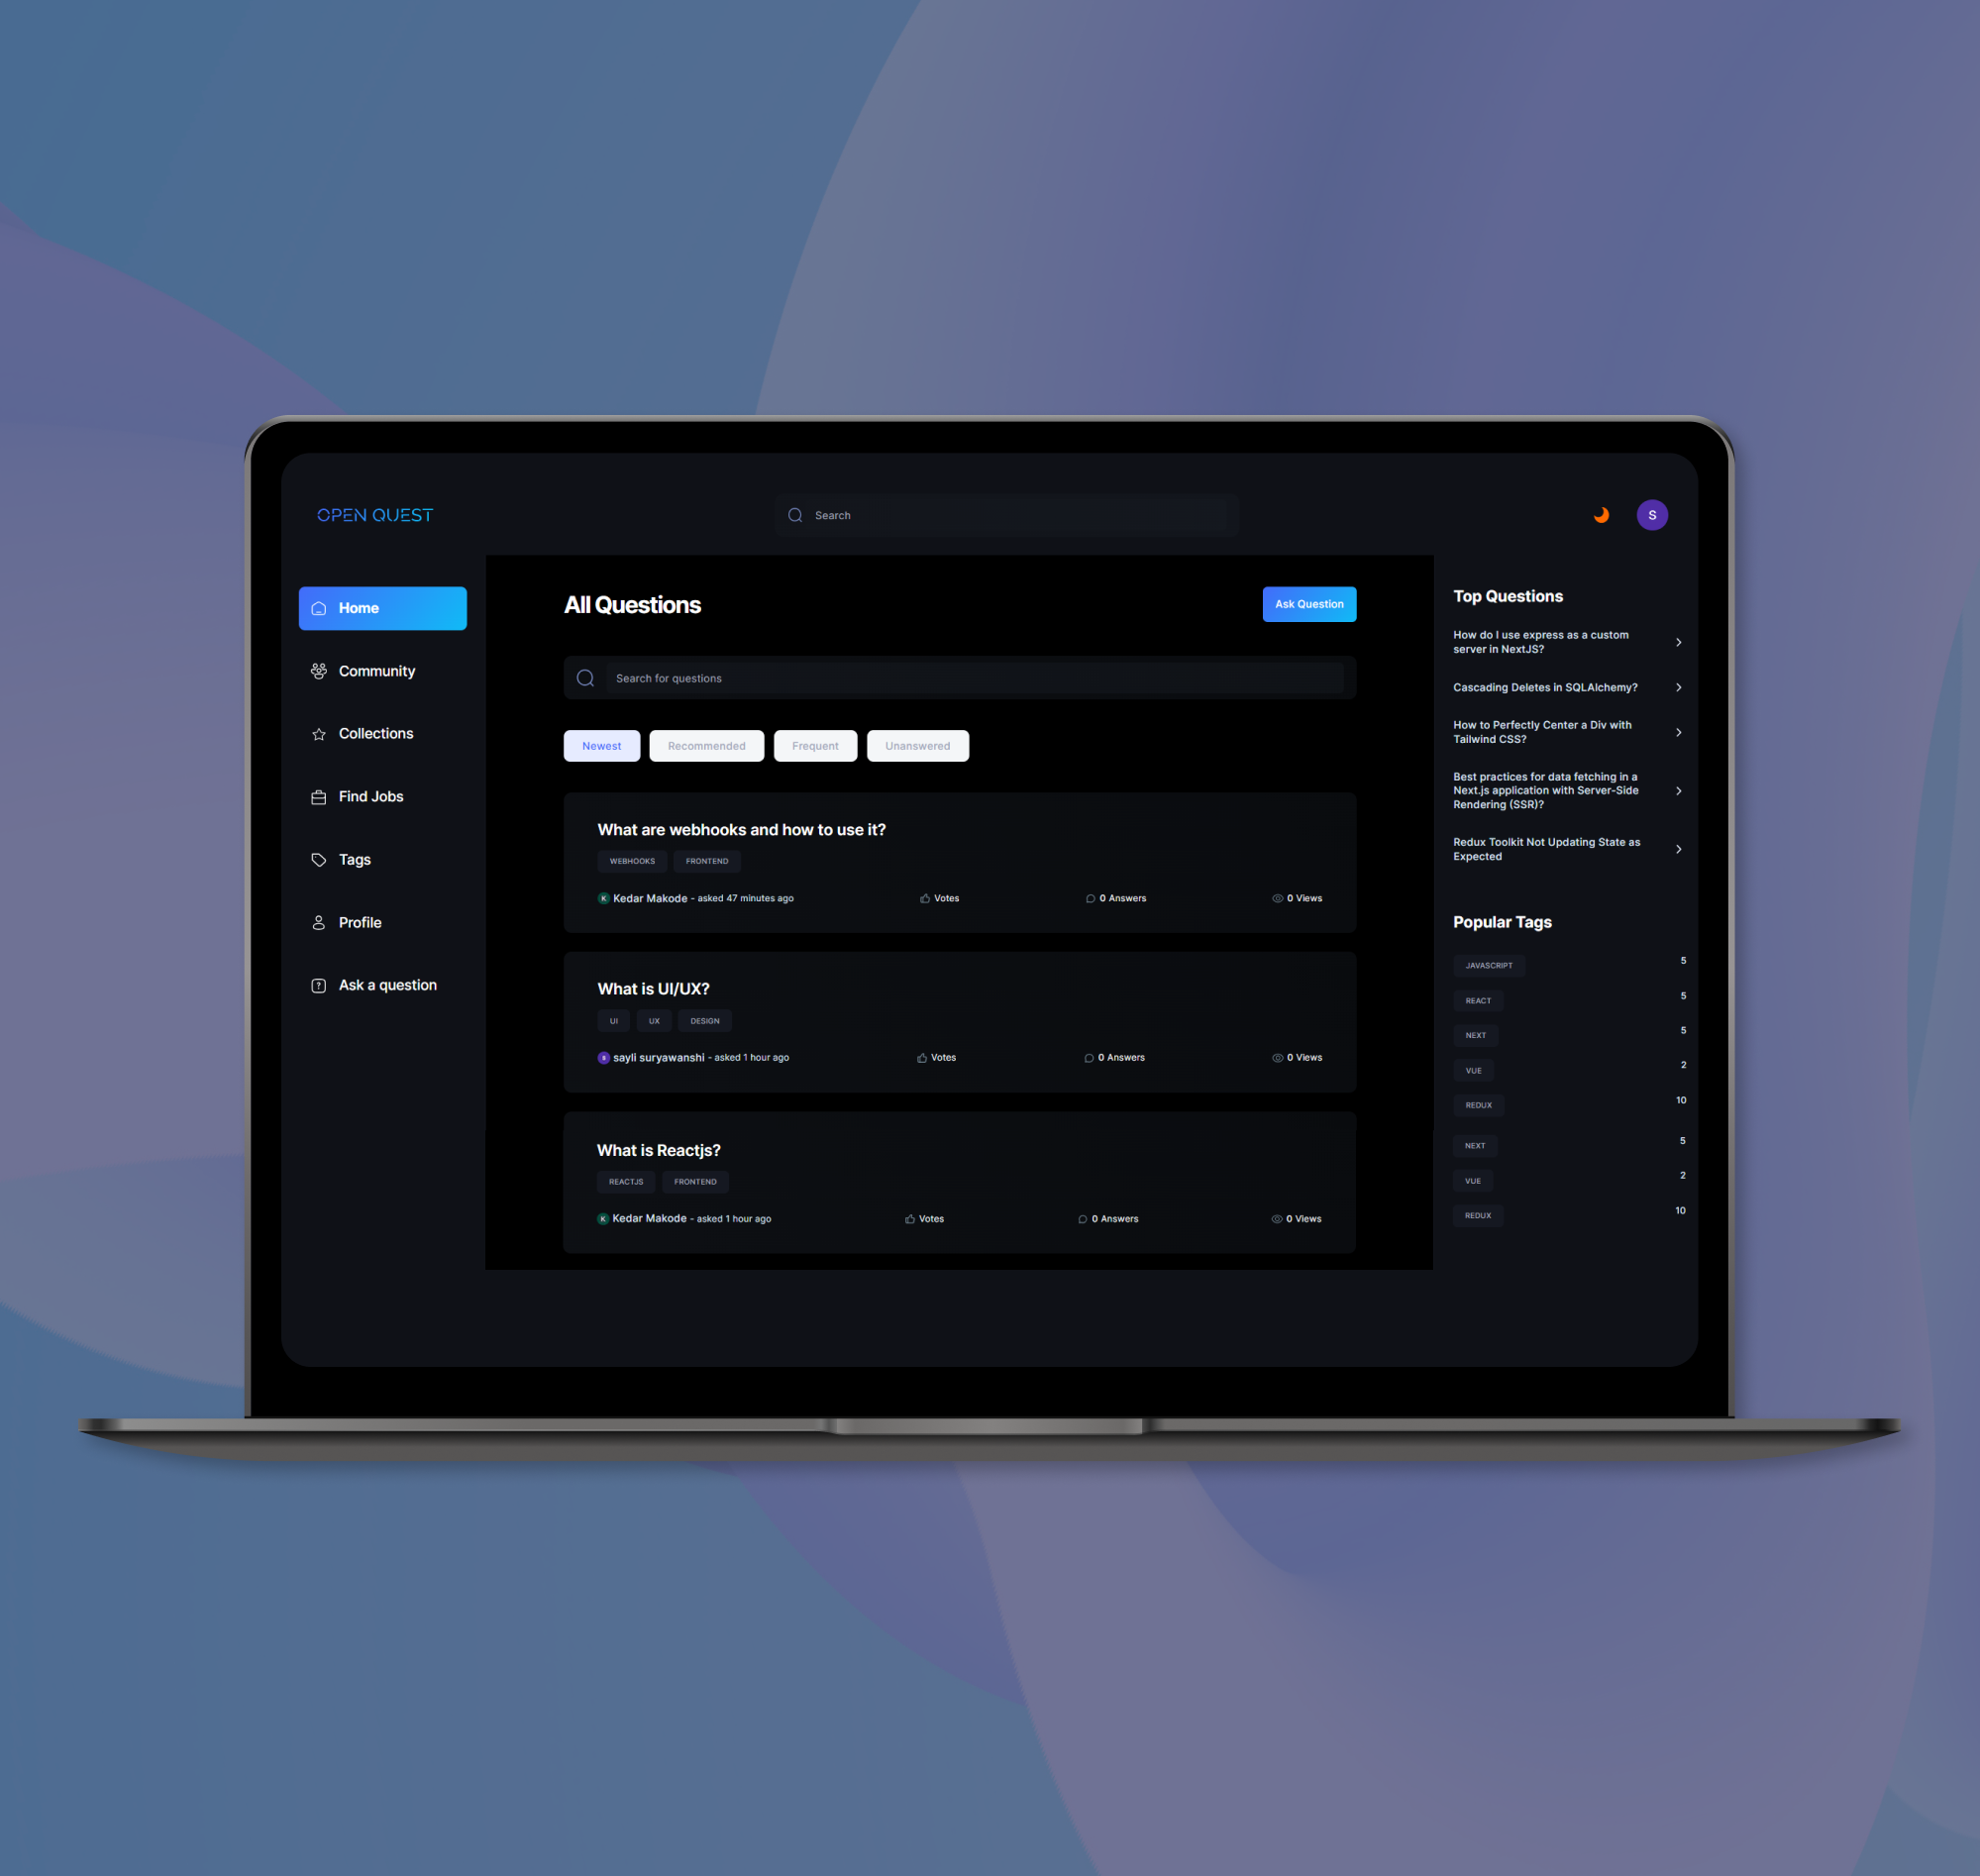 OPEN QUEST
Search
S
Home
Community
Collections
Find Jobs
Tags
Profile
Ask a question
All Questions
Ask Question
Search for questions
Newest Recommended Frequent Unanswered
What are webhooks and how to use it?
WEBHOOKS FRONTEND
K Kedar Makode - asked 47 minutes ago Votes 0 Answers 0 Views
What is UI/UX?
UI UX DESIGN
S sayli suryawanshi - asked 1 hour ago Votes 0 Answers 0 Views
What is Reactjs?
REACTJS FRONTEND
K Kedar Makode - asked 1 hour ago Votes 0 Answers 0 Views
Top Questions
How do I use express as a custom
server in NextJS?
Cascading Deletes in SQLAlchemy?
How to Perfectly Center a Div with
Tailwind CSS?
Best practices for data fetching in a
Next.js application with Server-Side
Rendering (SSR)?
Redux Toolkit Not Updating State as
Expected
Popular Tags
JAVASCRIPT 5
REACT 5
NEXT 5
VUE 2
REDUX 10
NEXT 5
VUE 2
REDUX 10